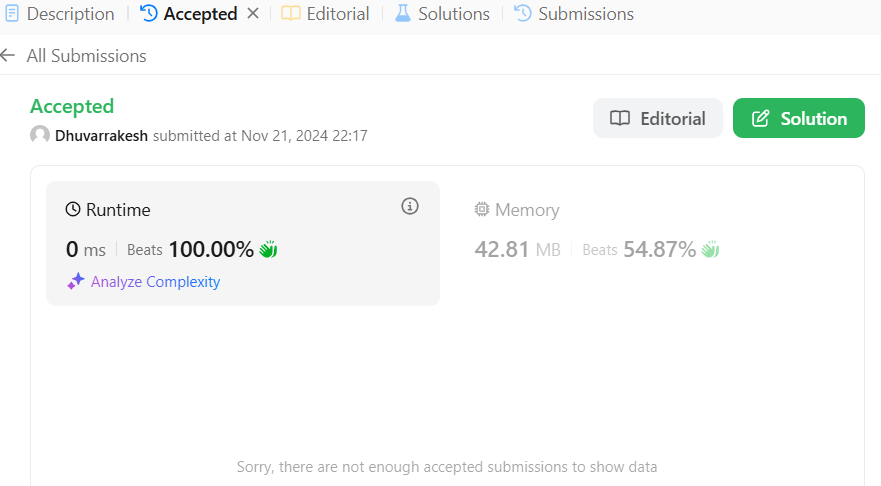 Description Accepted Editorial Solutions Submissions
All Submissions
Accepted
Dhuvarrakesh submitted at Nov 21, 2024 22:17
Editorial
Solution
Runtime
0 ms Beats 100.00%
Analyze Complexity
Memory
42.81 MB Beats 54.87%
Sorry, there are not enough accepted submissions to show data